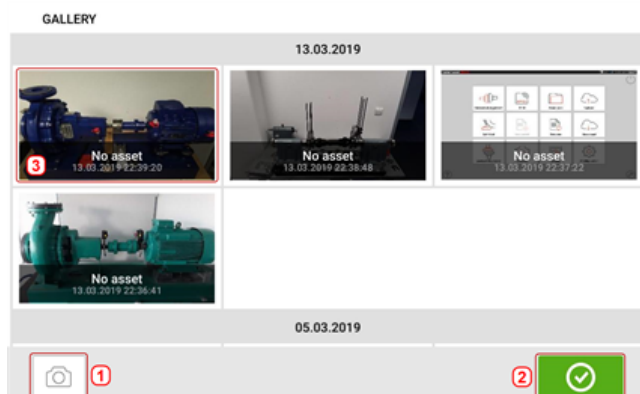 GALLERY
13.03.2019
No asset
13.03.2019 22:39:20
3
No asset
13.03.2019 22:38:48
No asset
13.03.2019 22:37:22
No asset
13.03.2019 22:36:41
05.03.2019
1
2